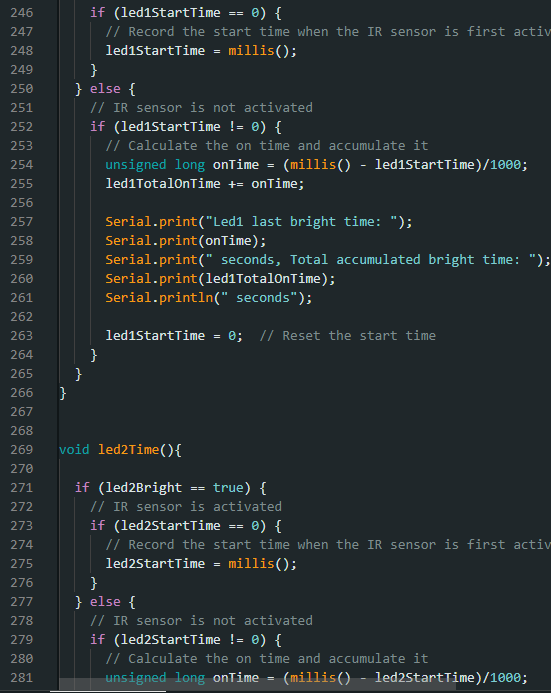 246 if (led1StartTime == 0) {
247 // Record the start time when the IR sensor is first
248 led1StartTime = millis();
249 }
250 } else {
251 // IR sensor is not activated
252 if (led1StartTime != 0) {
253 // Calculate the on time and accumulate it
254 unsigned long onTime = (millis() - led1StartTime)/1000;
255 led1TotalOnTime += onTime;
256
257 Serial.print("Led1 last bright time: ");
258 Serial.print(onTime);
259 Serial.print(" seconds, Total accumulated bright time: ");
260 Serial.print(led1TotalOnTime);
261 Serial.println(" seconds");
262
263 led1StartTime = 0;  // Reset the start time
264 }
265 }
266 }
267
268
269 void led2Time(){
270
271 if (led2Bright == true) {
272 // IR sensor is activated
273 if (led2StartTime == 0) {
274 // Record the start time when the IR sensor is first
275 led2StartTime = millis();
276 }
277 } else {
278 // IR sensor is not activated
279 if (led2StartTime != 0) {
280 // Calculate the on time and accumulate it
281 unsigned long onTime = (millis() - led2StartTime)/1000;